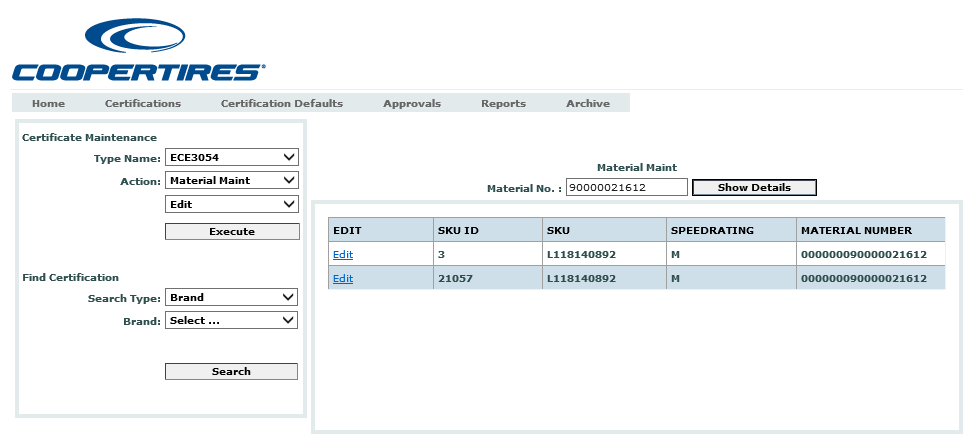 COOPERTIRES®
Home Certifications Certification Defaults Approvals Reports Archive
Certificate Maintenance
Type Name: ECE3054
Action: Material Maint
Edit
Execute
Find Certification
Search Type: Brand
Brand: Select ...
Search
Material Maint
Material No. : 90000021612 Show Details
EDIT SKU ID SKU SPEEDRATING MATERIAL NUMBER
Edit 3 L118140892 M 000000090000021612
Edit 21057 L118140892 M 000000090000021612